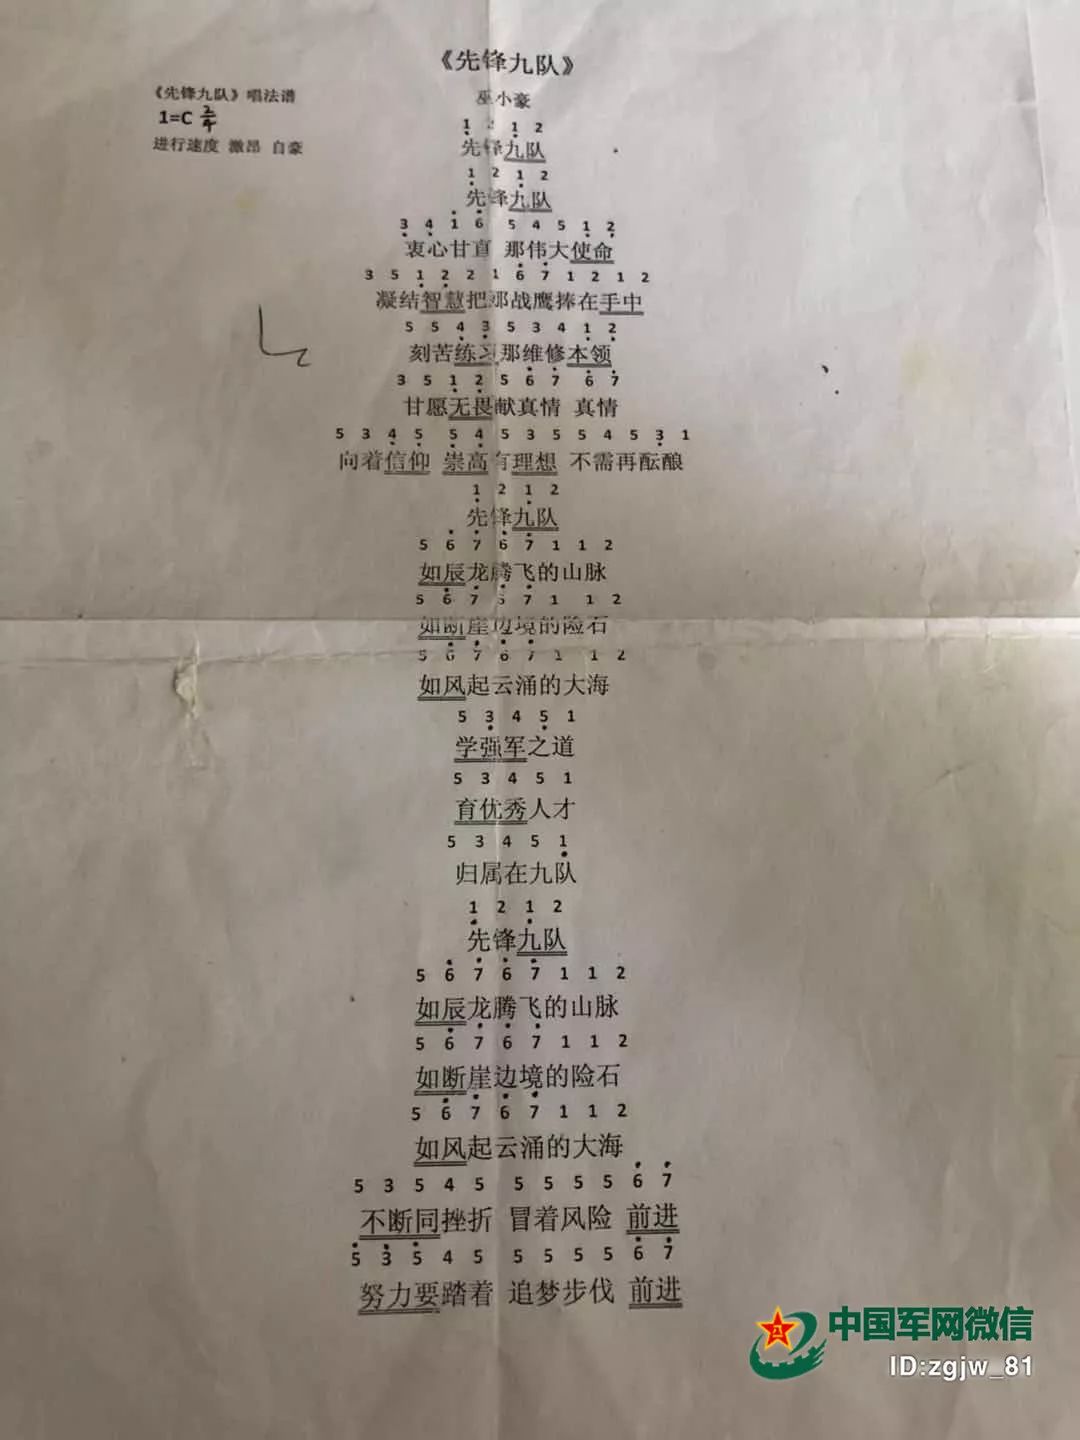 《先锋九队》
《先锋九队》唱法谱
巫小豪
1=C 2/4
进行速度 激昂 自豪
1 2 1 2
先锋九队
1 2 1 2
先锋九队
3 4 1 6 5 4 5 1 2
衷心甘直 那伟大使命
3 5 1 2 2 1 6 7 1 2 1 2
凝结智慧把那战鹰捧在手中
5 5 4 3 5 3 4 1 2
刻苦练习那维修本领
3 5 1 2 5 6 7 6 7
甘愿无畏献真情 真情
5 3 4 5 5 4 5 3 5 5 4 5 3 1
向着信仰 崇高有理想 不需再酝酿
1 2 1 2
先锋九队
5 6 7 6 7 1 1 2
如辰龙腾飞的山脉
5 6 7 6 7 1 1 2
如断崖边境的险石
5 6 7 6 7 1 1 2
如风起云涌的大海
5 3 4 5 1
学强军之道
5 3 4 5 1
育优秀人才
5 3 4 5 1
归属在九队
1 2 1 2
先锋九队
5 6 7 6 7 1 1 2
如辰龙腾飞的山脉
5 6 7 6 7 1 1 2
如断崖边境的险石
5 6 7 6 7 1 1 2
如风起云涌的大海
5 3 5 4 5 5 5 5 5 6 7
不断同挫折 冒着风险 前进
5 3 5 4 5 5 5 5 5 6 7
努力要踏着 追梦步伐 前进
中国军网微信
ID:zgjw_81